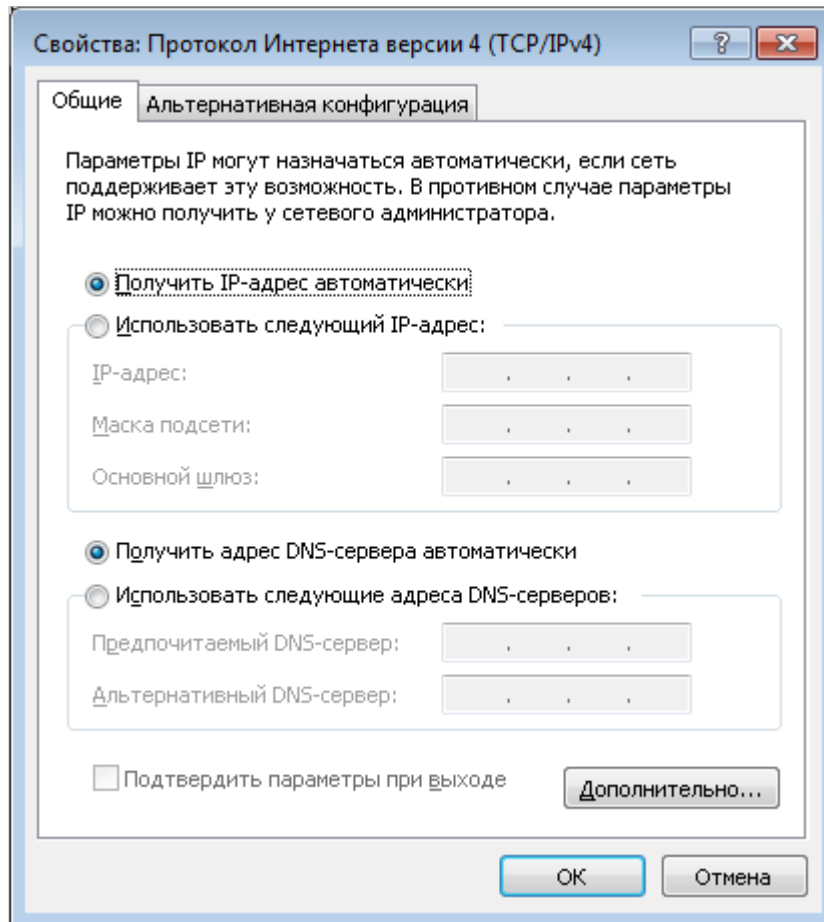 Свойства: Протокол Интернета версии 4 (TCP/IPv4)
Общие
Альтернативная конфигурация
Параметры IP могут назначаться автоматически, если сеть
поддерживает эту возможность. В противном случае параметры
IP можно получить у сетевого администратора.
Получить IP-адрес автоматически
Использовать следующий IP-адрес:
IP-адрес:
Маска подсети:
Основной шлюз:
Получить адрес DNS-сервера автоматически
Использовать следующие адреса DNS-серверов:
Предпочитаемый DNS-сервер:
Альтернативный DNS-сервер:
Подтвердить параметры при выходе
Дополнительно...
ОК
Отмена